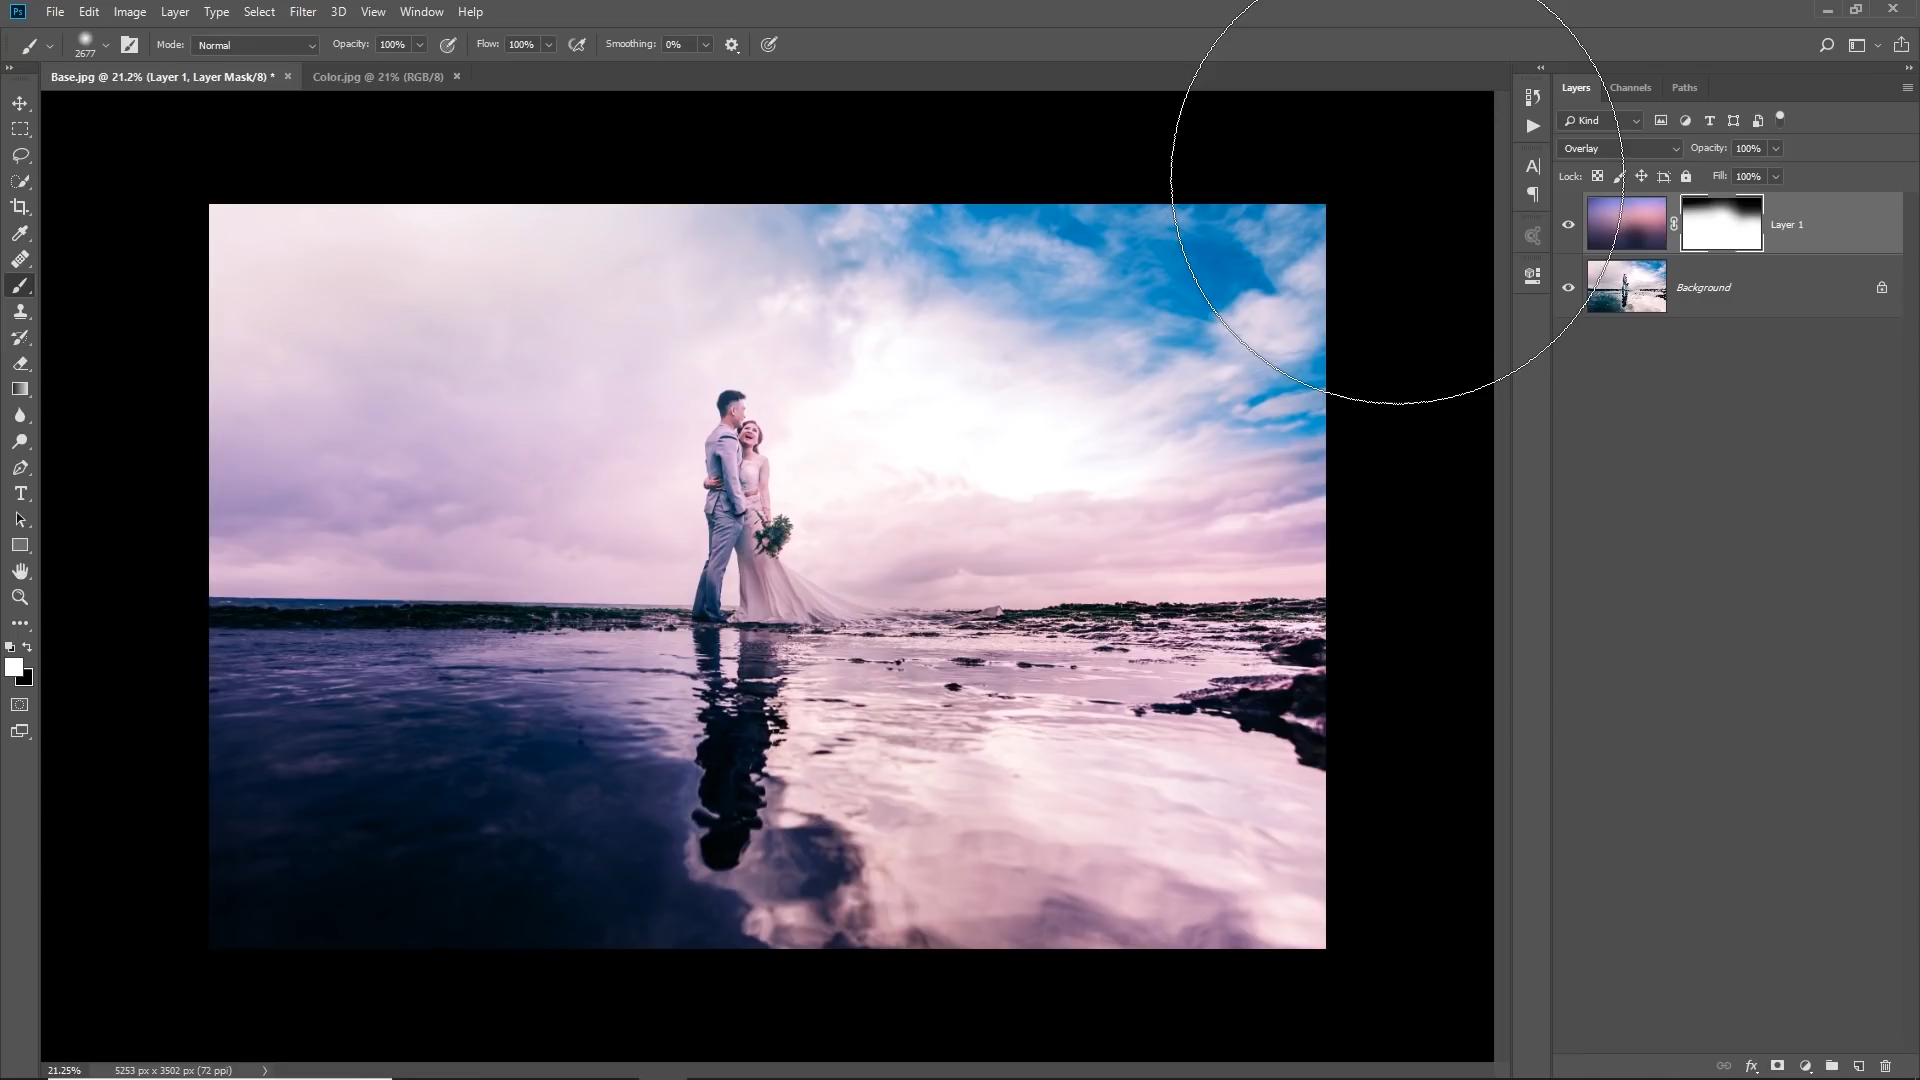 Ps File Edit Image Layer Type Select Filter 3D View Window Help
2677 Mode: Normal Opacity: 100% Flow: 100% Smoothing: 0%
Base.jpg @ 21.2% (Layer 1, Layer Mask/8) * Color.jpg @ 21% (RGB/8)
Layers Channels Paths
Kind
Overlay Opacity: 100%
Lock: Fill: 100%
Layer 1
Background
21.25% 5253 px x 3502 px (72 ppi)
fx